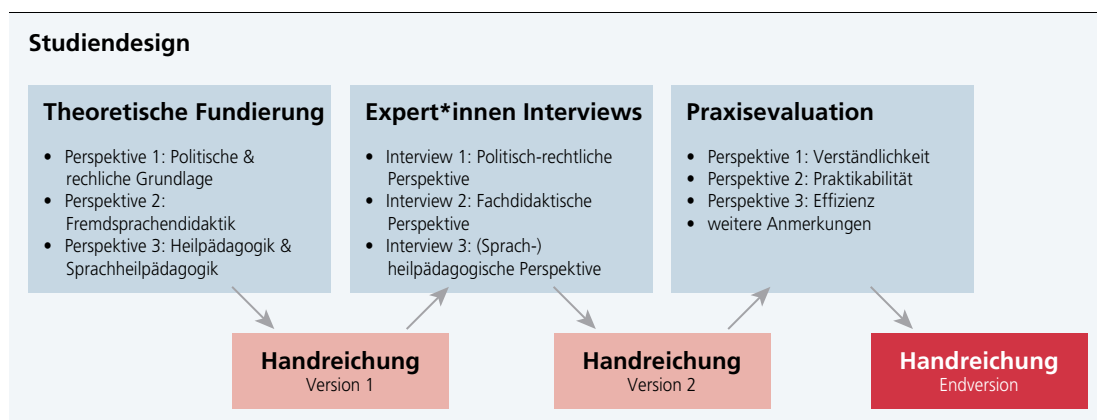 Studiendesign
Theoretische Fundierung
• Perspektive 1: Politische &
rechliche Grundlage
• Perspektive 2:
Fremdsprachendidaktik
• Perspektive 3: Heilpädagogik &
Sprachheilpädagogik
Expert*innen Interviews
• Interview 1: Politisch-rechtliche
Perspektive
• Interview 2: Fachdidaktische
Perspektive
• Interview 3: (Sprach-)
heilpädagogische Perspektive
Praxisevaluation
• Perspektive 1: Verständlichkeit
• Perspektive 2: Praktikabilität
• Perspektive 3: Effizienz
• weitere Anmerkungen
Handreichung
Version 1
Handreichung
Version 2
Handreichung
Endversion